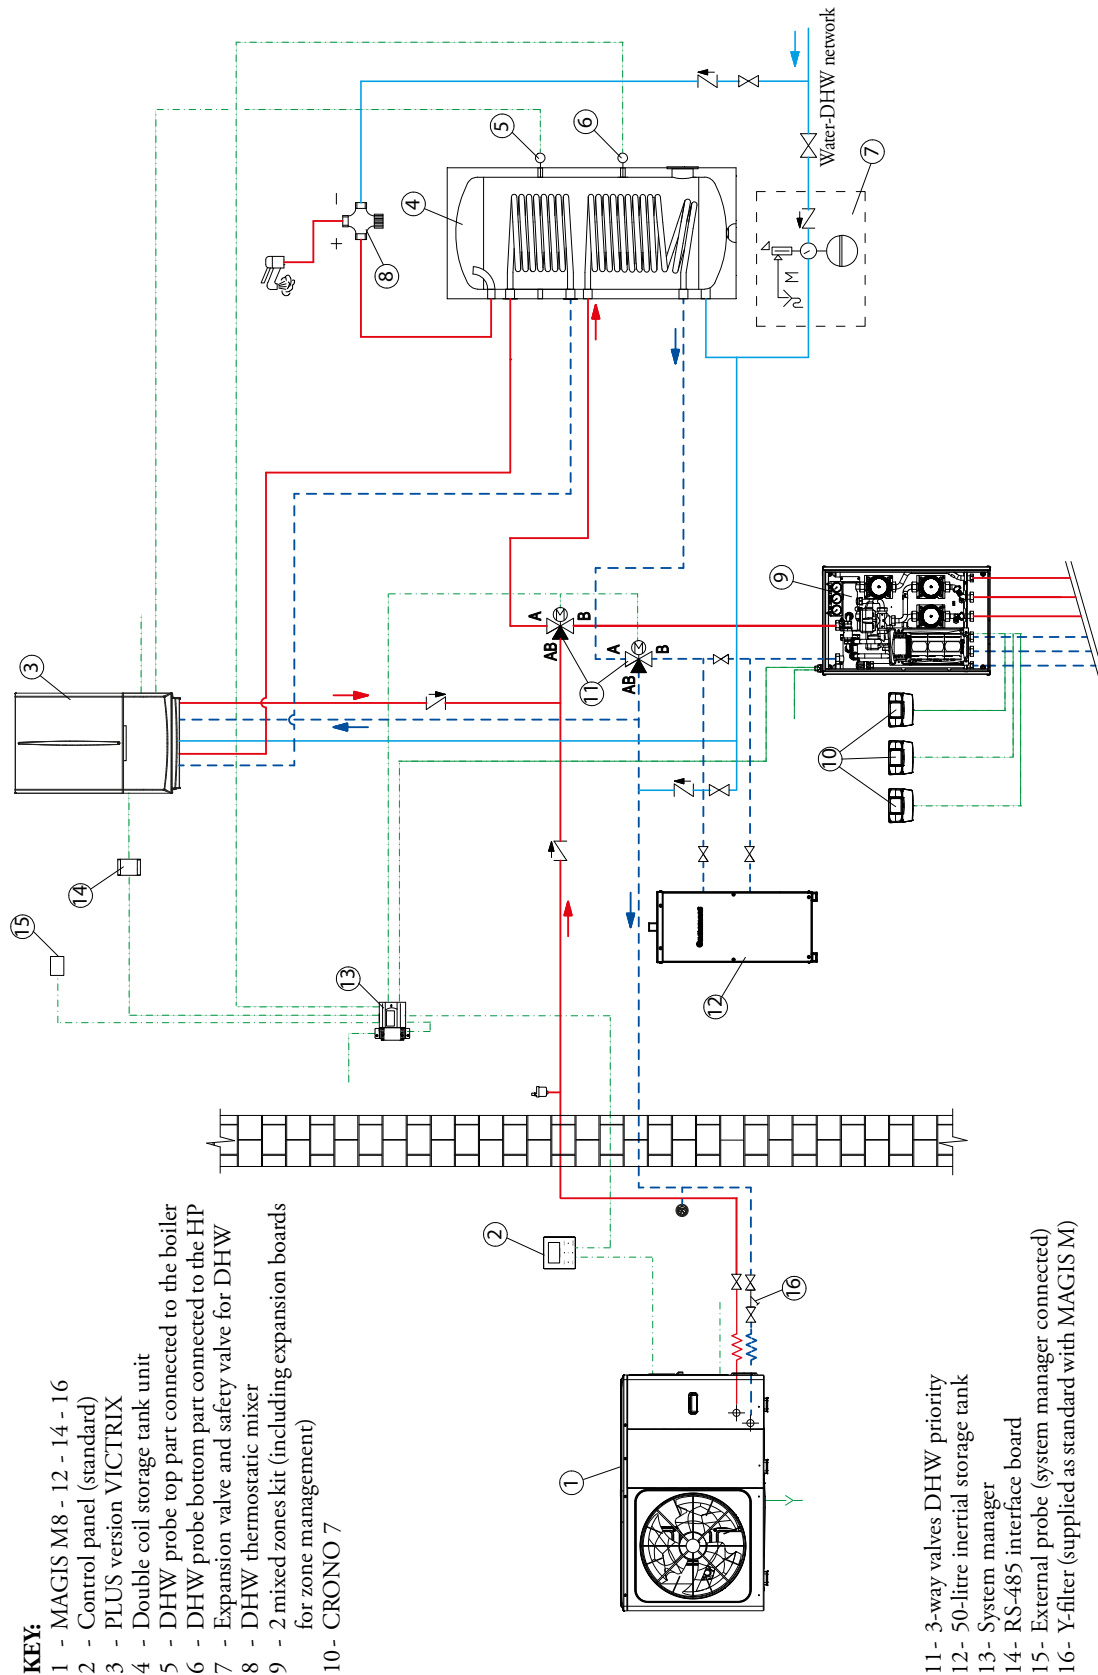 KEY:
1 - MAGIS M8 - 12 - 14 - 16
2 - Control panel (standard)
3 - PLUS version VICTRIX
4 - Double coil storage tank unit
5 - DHW probe top part connected to the boiler
6 - DHW probe bottom part connected to the HP
7 - Expansion valve and safety valve for DHW
8 - DHW thermostatic mixer
9 - 2 mixed zones kit (including expansion boards
for zone management)
10- CRONO 7
11- 3-way valves DHW priority
12- 50-litre inertial storage tank
13- System manager
14- RS-485 interface board
15- External probe (system manager connected)
16- Y-filter (supplied as standard with MAGIS M)
1
2
16
15
14
13
3
12
11
AB
A
B
M
AB
A
B
M
10
9
8
+
-
4
5
6
7
M
Water-DHW network